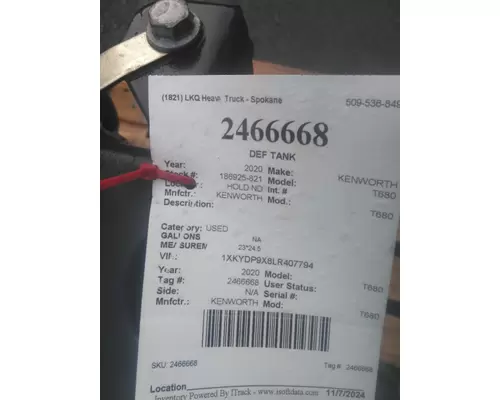 (1821) LKQ Heavy Truck - Spokane 509-536-849
2466668
DEF TANK
Year: 2020 Make: KENWORTH
Stock #: 186925-821 Model: T680
Location: HOLD-ND Int. #
Mnfctr.: KENWORTH Mod.: T680
Description:
Category: USED
GALLONS NA
MEASUREM 23*24.5
VIN: 1XKYDP9X8LR407794
Year: 2020 Model: T680
Tag #: 2466668 User Status:
Side: N/A Serial #:
Mnfctr: KENWORTH Mod: T680
SKU: 2466668 Tag #: 2466668
Location
Inventory Powered By ITrack - www.isoftdata.com 11/7/2024